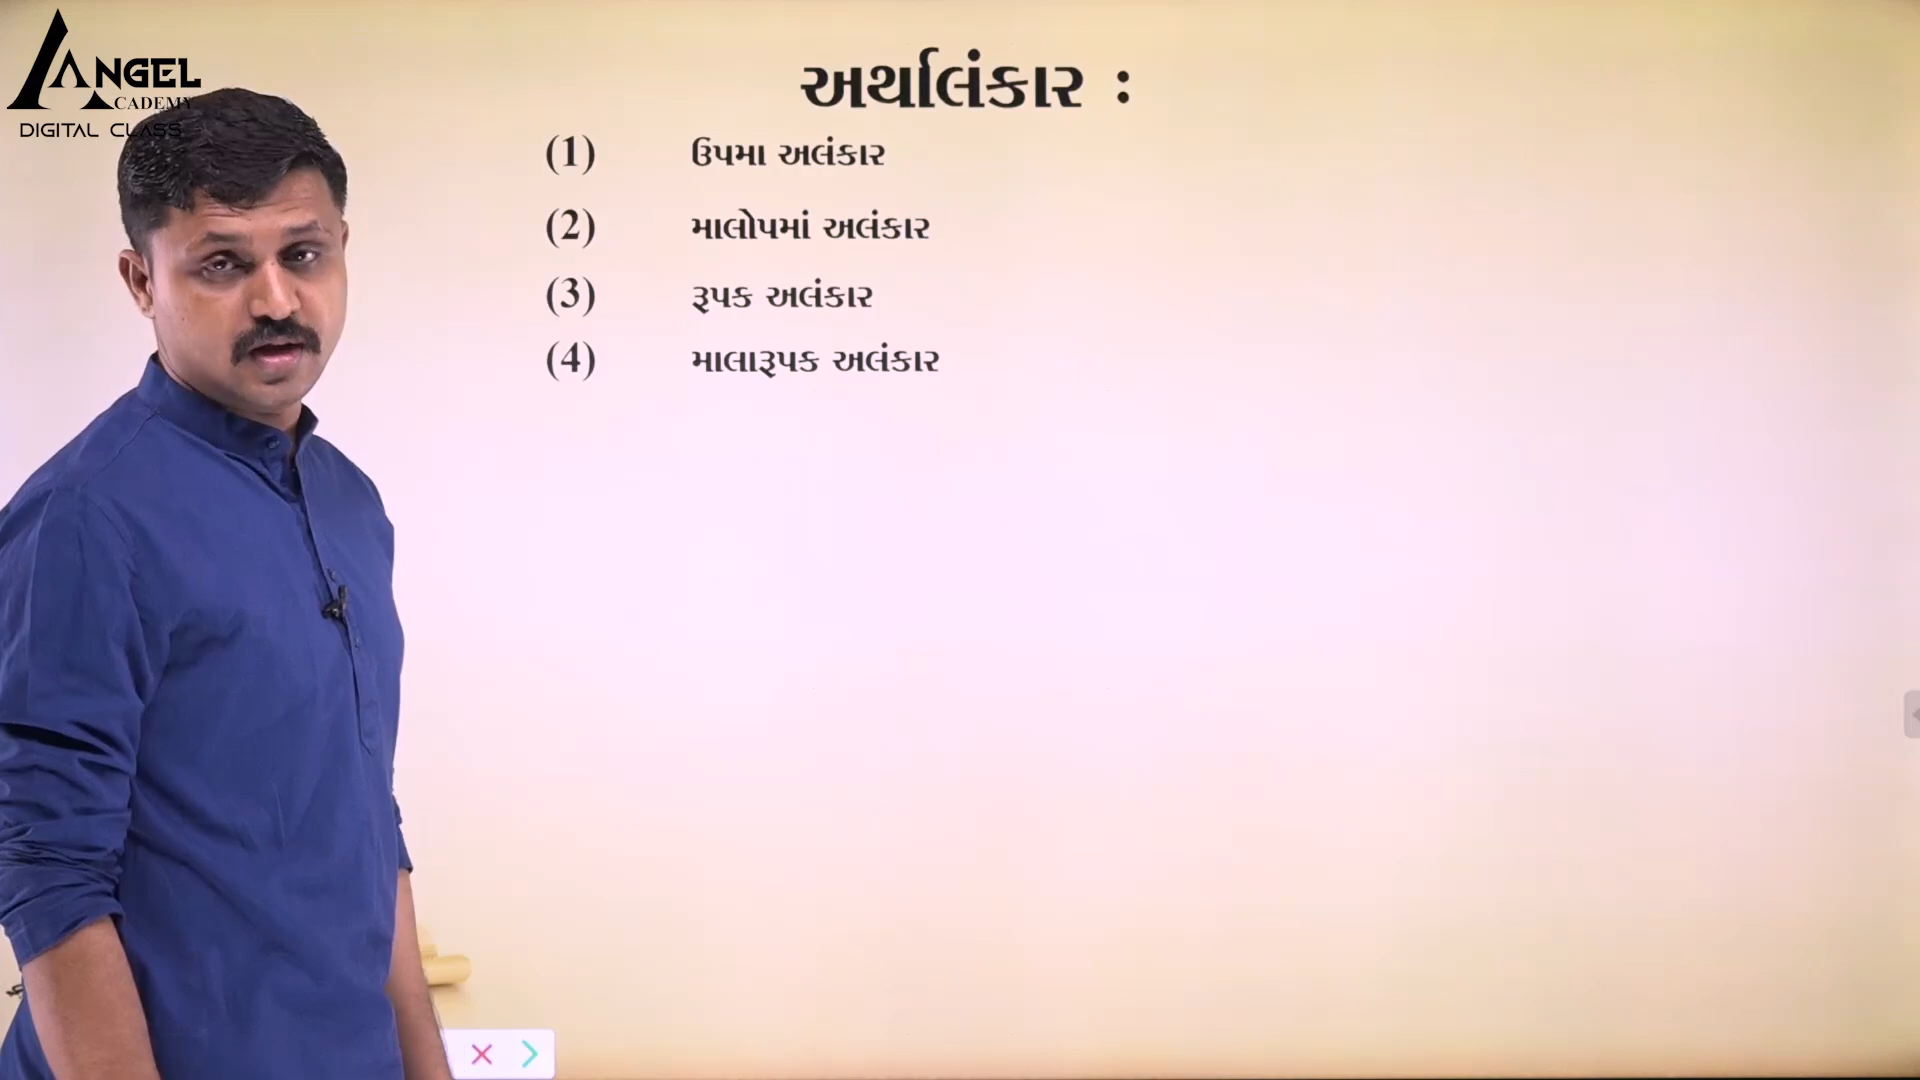 ANGEL
ACADEMY
DIGITAL CLASS
અર્થાલંકાર :
(1) ઉપમા અલંકાર
(2) માલોપમાં અલંકાર
(3) રૂપક અલંકાર
(4) માલારૂપક અલંકાર